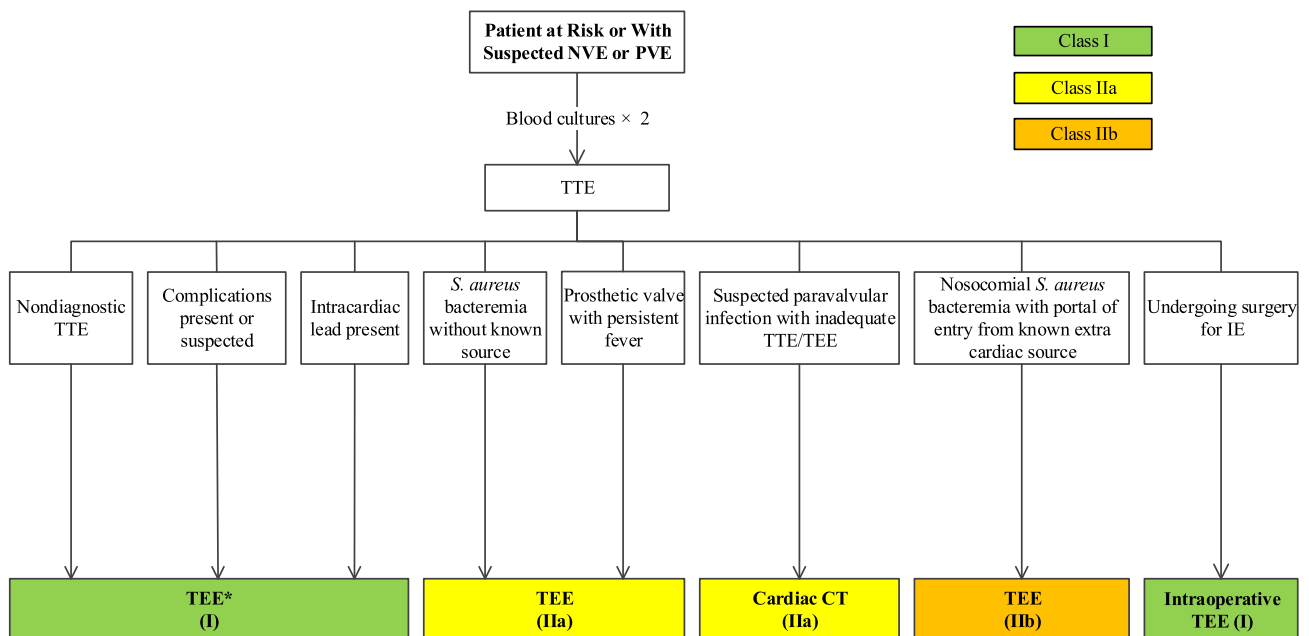 Patient at Risk or With
Suspected NVE or PVE
Class I
Class IIa
Class IIb
Blood cultures × 2
TTE
Nondiagnostic
TTE
Complications
present or
suspected
Intracardiac
lead present
S. aureus
bacteremia
without known
source
Prosthetic valve
with persistent
fever
Suspected paravalvular
infection with inadequate
TTE/TEE
Nosocomial S. aureus
bacteremia with portal of
entry from known extra
cardiac source
Undergoing surgery
for IE
TEE*
(I)
TEE
(IIa)
Cardiac CT
(IIa)
TEE
(IIb)
Intraoperative
TEE (I)